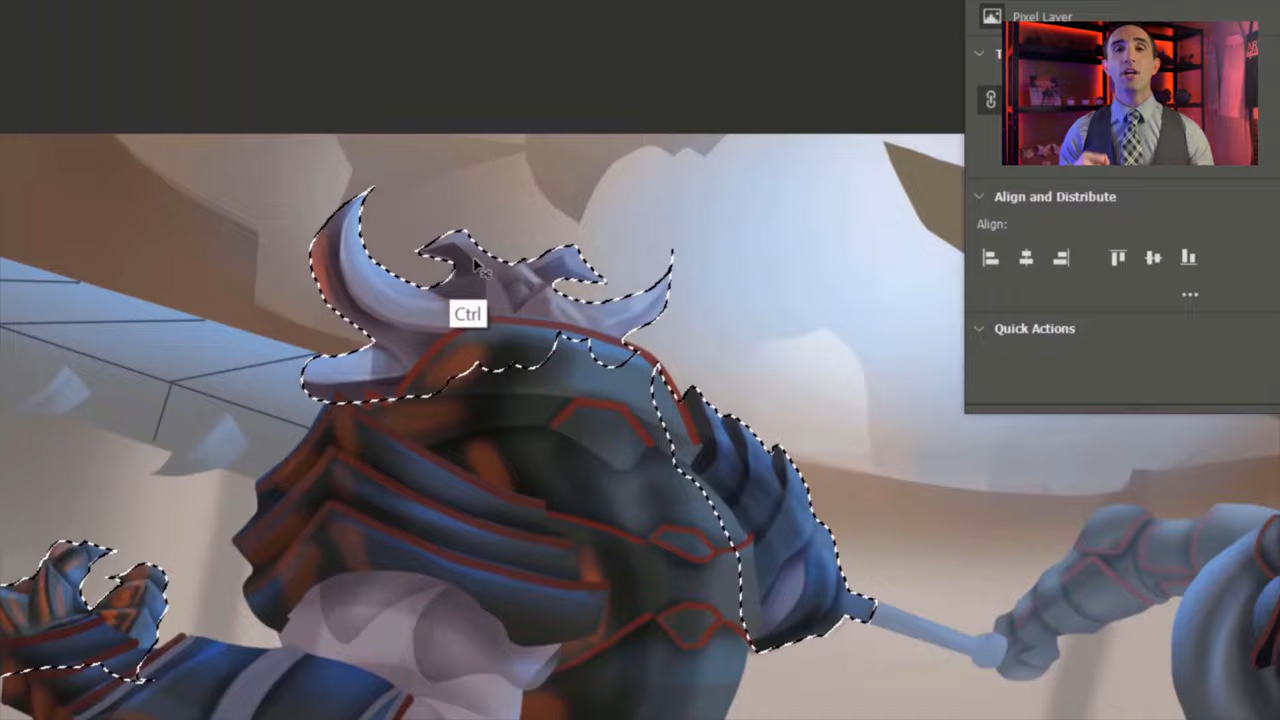 Pixel Layer
T
Align and Distribute
Align:
Ctrl
Quick Actions